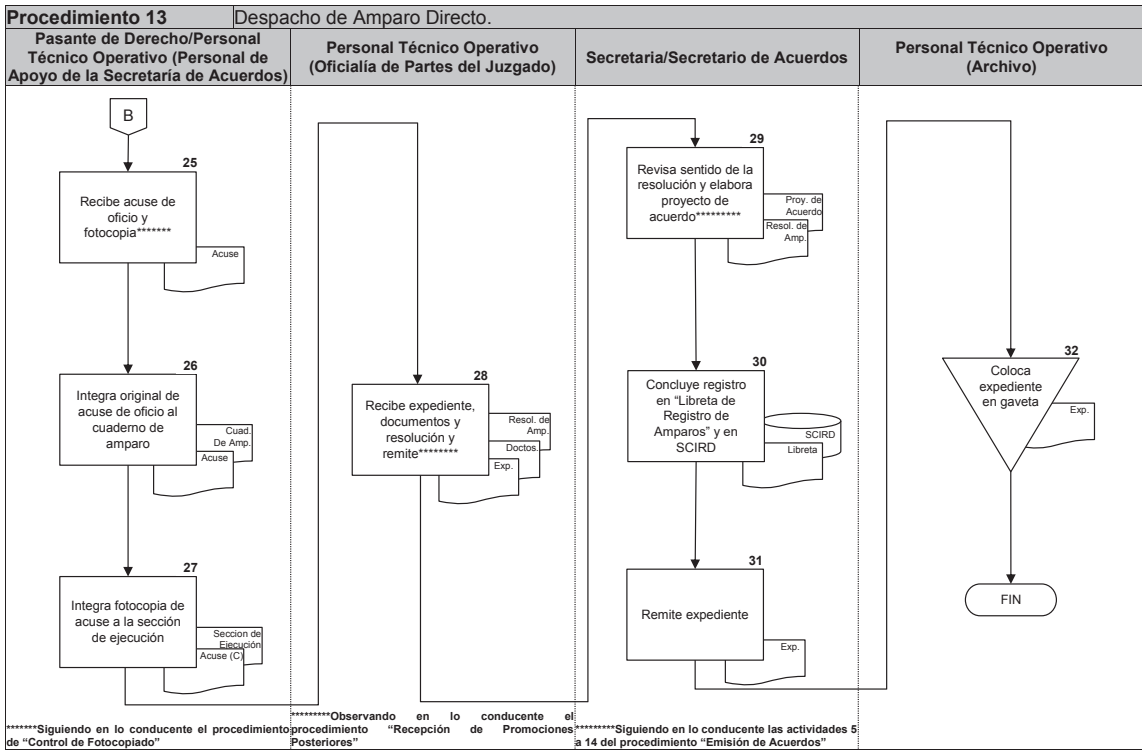 Procedimiento 13
Despacho de Amparo Directo.
Pasante de Derecho/Personal
Técnico Operativo (Personal de
Apoyo de la Secretaría de Acuerdos)
Personal Técnico Operativo
(Oficialía de Partes del Juzgado)
Secretaria/Secretario de Acuerdos
Personal Técnico Operativo
(Archivo)
B
25
Recibe acuse de
oficio y
fotocopia*******
Acuse
26
Integra original de
acuse de oficio al
cuaderno de
amparo
Cuad.
De Amp.
Acuse
27
Integra fotocopia de
acuse a la sección
de ejecución
Seccion de
Ejecución
Acuse (C)
*******Siguiendo en lo conducente el procedimiento
de “Control de Fotocopiado”
28
Recibe expediente,
documentos y
resolución y
remite********
Resol. de
Amp.
Doctos.
Exp.
********Observando en lo conducente el
procedimiento “Recepción de Promociones
Posteriores”
29
Revisa sentido de la
resolución y elabora
proyecto de
acuerdo*********
Proy. de
Acuerdo
Resol. de
Amp.
30
Concluye registro
en “Libreta de
Registro de
Amparos” y en
SCIRD
SCIRD
Libreta
31
Remite expediente
Exp.
*********Siguiendo en lo conducente las actividades 5
a 14 del procedimiento “Emisión de Acuerdos”
32
Coloca
expediente
en gaveta
Exp.
FIN